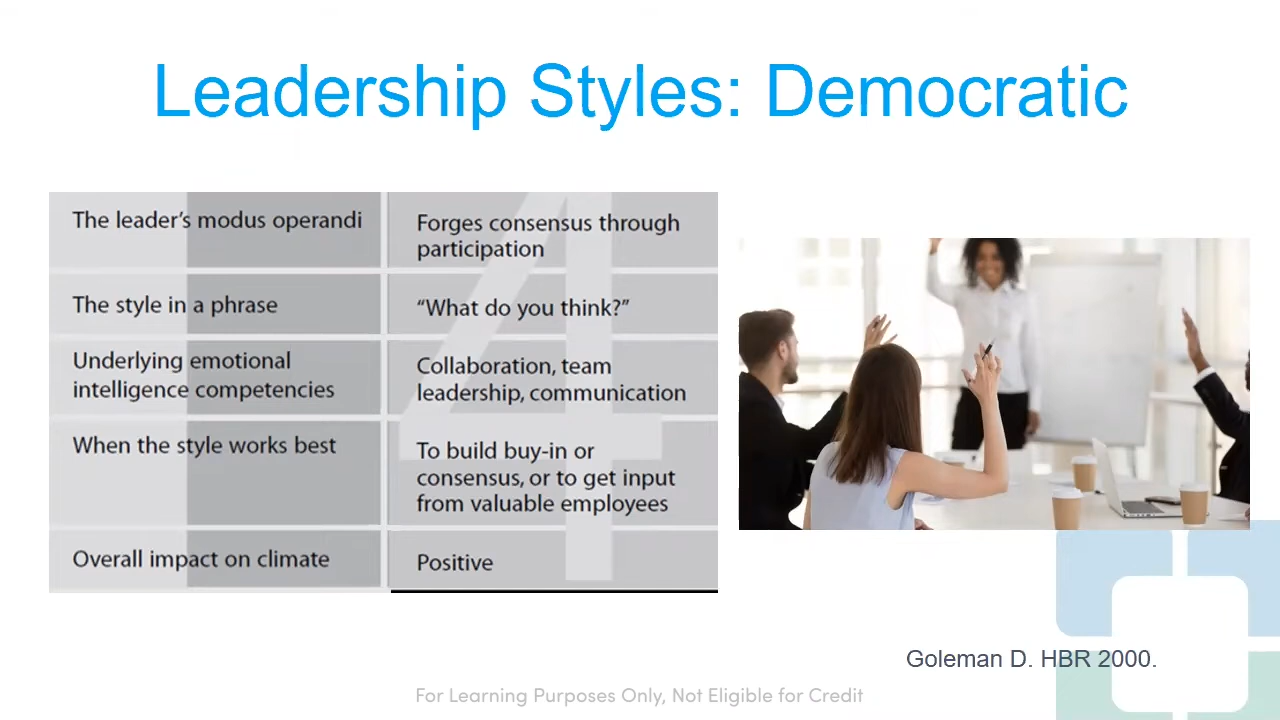 Leadership Styles: Democratic
The leader's modus operandi
Forges consensus through
participation
The style in a phrase
“What do you think?”
Underlying emotional
intelligence competencies
Collaboration, team
leadership, communication
When the style works best
To build buy-in or
consensus, or to get input
from valuable employees
Overall impact on climate
Positive
4
Goleman D. HBR 2000.
For Learning Purposes Only, Not Eligible for Credit